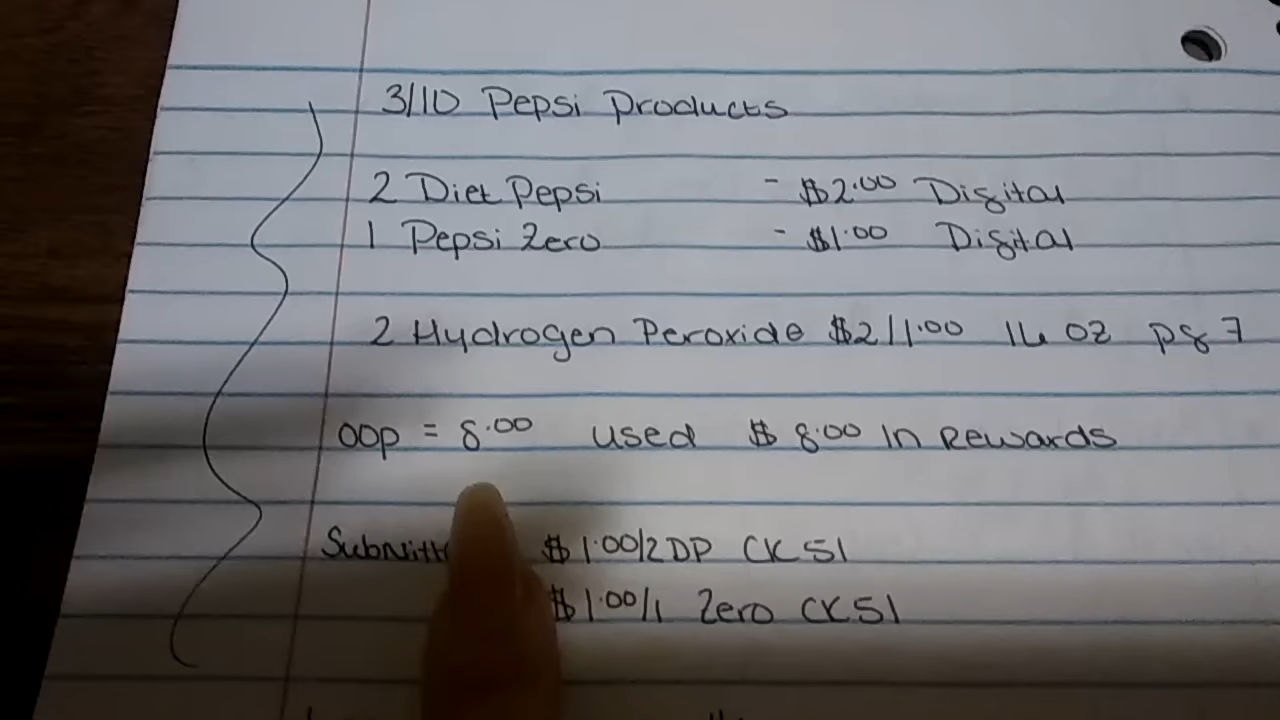 3/10 Pepsi Products
2 Diet Pepsi - $2.00 Digital
1 Pepsi Zero - $1.00 Digital
2 Hydrogen Peroxide $2/1.00 16 oz pg 7
OOP = 8.00 used $8.00 in Rewards
$1.00/2 DP CK51
$1.00/1 Zero CK51